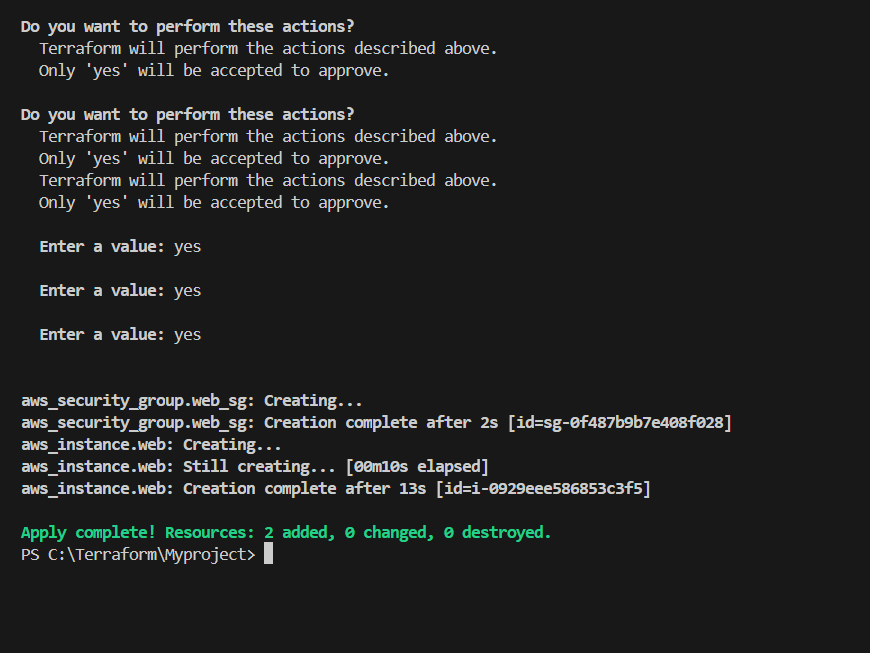 Do you want to perform these actions?
Terraform will perform the actions described above.
Only 'yes' will be accepted to approve.
Do you want to perform these actions?
Terraform will perform the actions described above.
Only 'yes' will be accepted to approve.
Terraform will perform the actions described above.
Only 'yes' will be accepted to approve.
Enter a value: yes
Enter a value: yes
Enter a value: yes
aws_security_group.web_sg: Creating...
aws_security_group.web_sg: Creation complete after 2s [id=sg-0f487b9b7e408f028]
aws_instance.web: Creating...
aws_instance.web: Still creating... [00m10s elapsed]
aws_instance.web: Creation complete after 13s [id=i-0929eee586853c3f5]
Apply complete! Resources: 2 added, 0 changed, 0 destroyed.
PS C:\Terraform\Myproject>